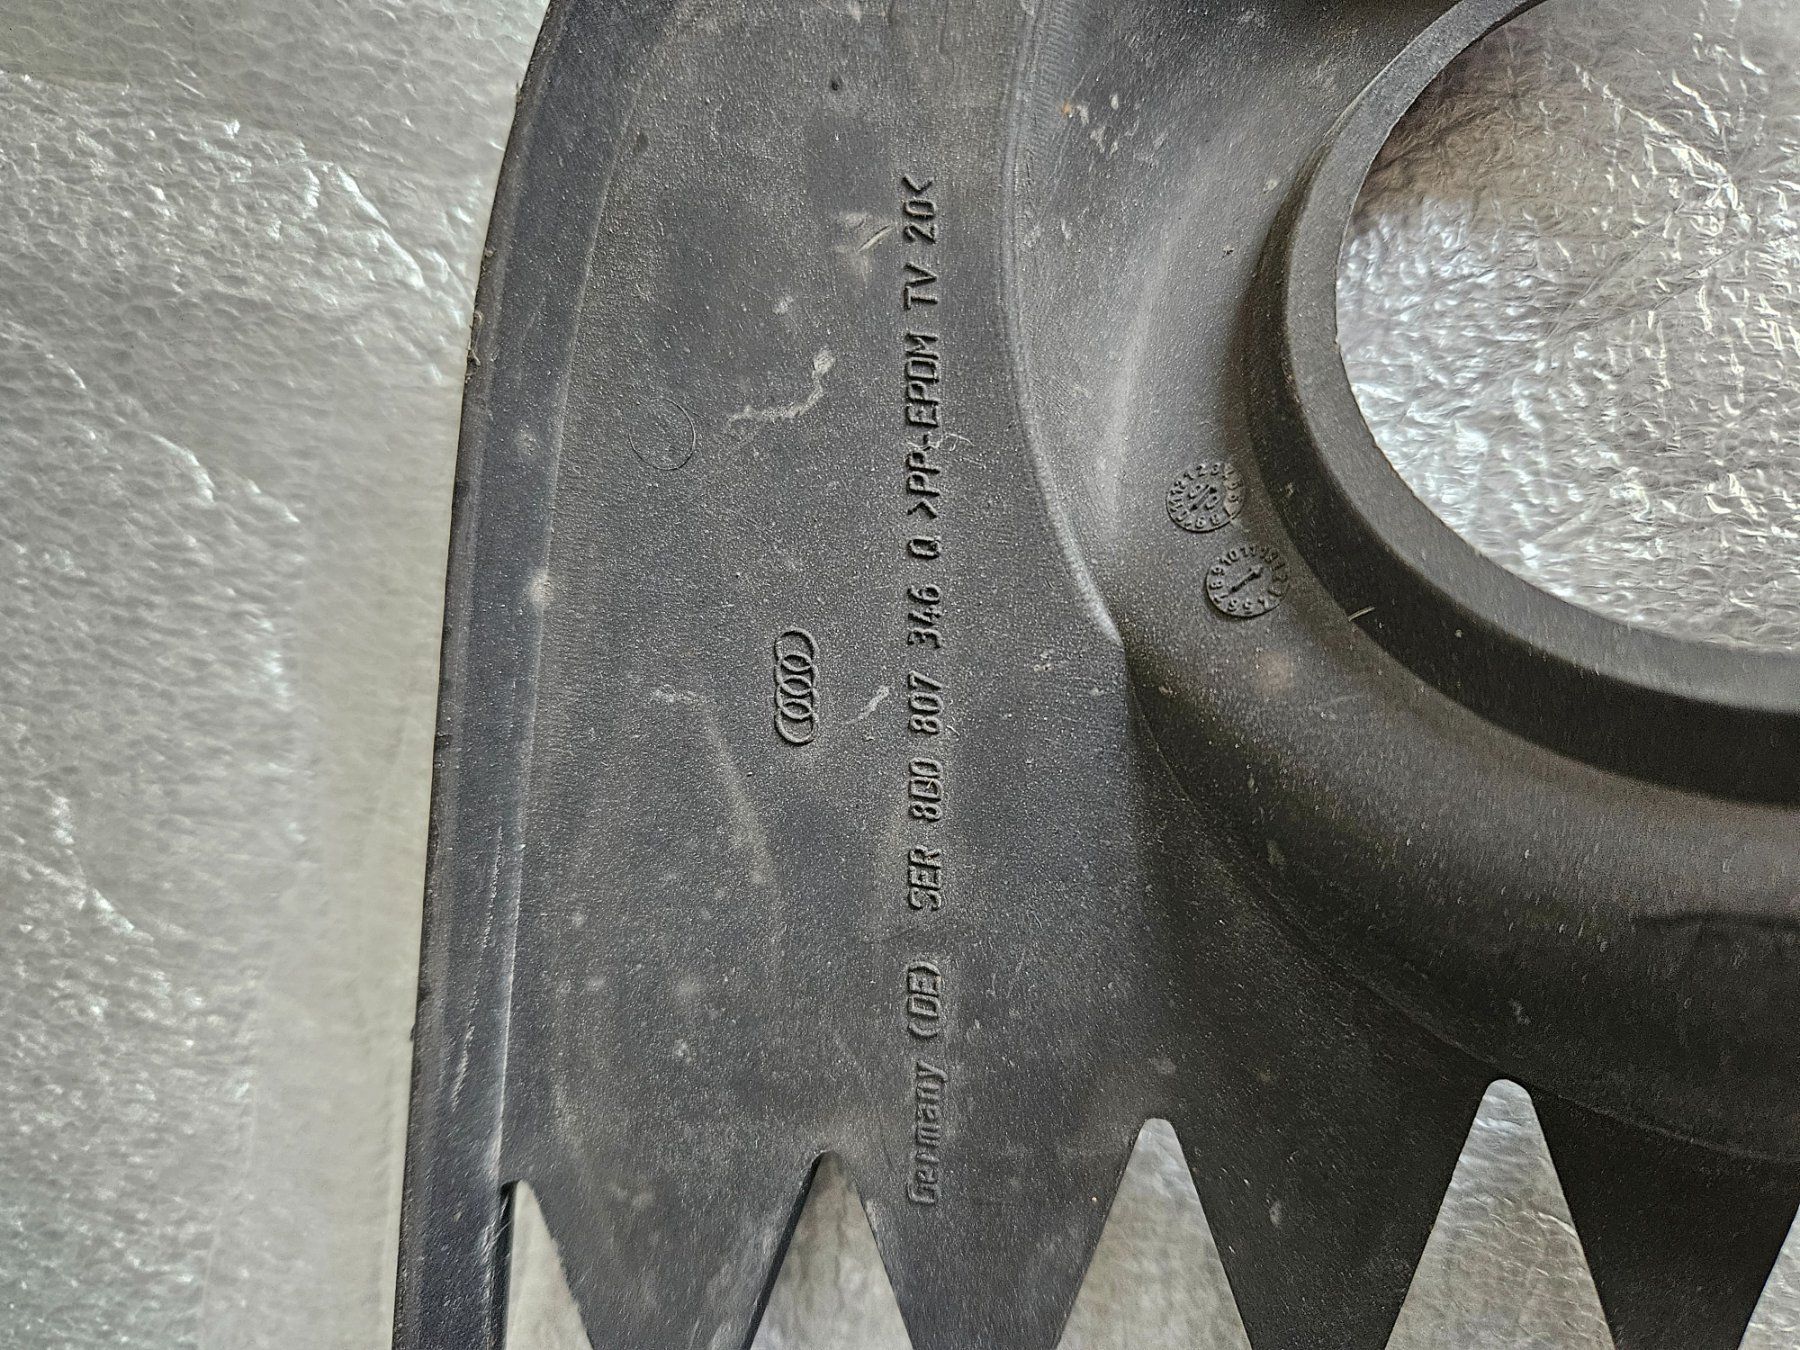 Germany (DE) SER 8D0 807 346 Q >PP-EPDM TV 20<